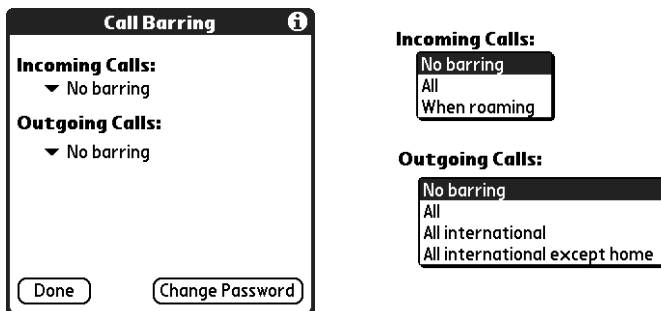 Call Barring
Incoming Calls:
No barring
Outgoing Calls:
No barring
Done
Change Password
Incoming Calls:
No barring
All
When roaming
Outgoing Calls:
No barring
All
All international
All international except home